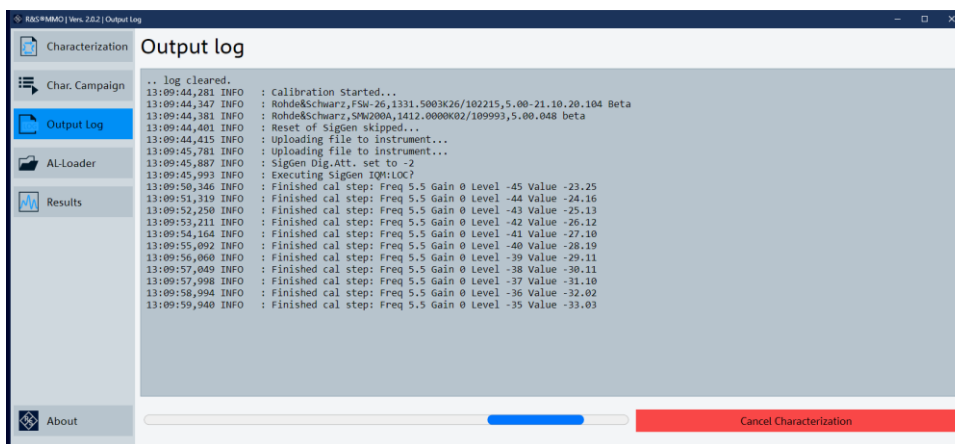 R&S®MMO | Vers. 2.0.2 | Output Log
Characterization
Char. Campaign
Output Log
AL-Loader
Results
About
Output log
.. log cleared.
13:09:44,281 INFO : Calibration Started...
13:09:44,347 INFO : Rohde&Schwarz,FSW-26,1331.5003K26/102215,5.00-21.10.20.104 Beta
13:09:44,381 INFO : Rohde&Schwarz,SMW200A,1412.0000K02/109993,5.00.048 beta
13:09:44,401 INFO : Reset of SigGen skipped...
13:09:44,415 INFO : Uploading file to instrument...
13:09:45,781 INFO : Uploading file to instrument...
13:09:45,887 INFO : SigGen Dig.Att. set to -2
13:09:45,993 INFO : Executing SigGen IQM:LOC?
13:09:50,346 INFO : Finished cal step: Freq 5.5 Gain 0 Level -45 Value -23.25
13:09:51,319 INFO : Finished cal step: Freq 5.5 Gain 0 Level -44 Value -24.16
13:09:52,250 INFO : Finished cal step: Freq 5.5 Gain 0 Level -43 Value -25.13
13:09:53,211 INFO : Finished cal step: Freq 5.5 Gain 0 Level -42 Value -26.12
13:09:54,164 INFO : Finished cal step: Freq 5.5 Gain 0 Level -41 Value -27.10
13:09:55,092 INFO : Finished cal step: Freq 5.5 Gain 0 Level -40 Value -28.19
13:09:56,060 INFO : Finished cal step: Freq 5.5 Gain 0 Level -39 Value -29.11
13:09:57,049 INFO : Finished cal step: Freq 5.5 Gain 0 Level -38 Value -30.11
13:09:57,998 INFO : Finished cal step: Freq 5.5 Gain 0 Level -37 Value -31.10
13:09:58,994 INFO : Finished cal step: Freq 5.5 Gain 0 Level -36 Value -32.02
13:09:59,940 INFO : Finished cal step: Freq 5.5 Gain 0 Level -35 Value -33.03
Cancel Characterization